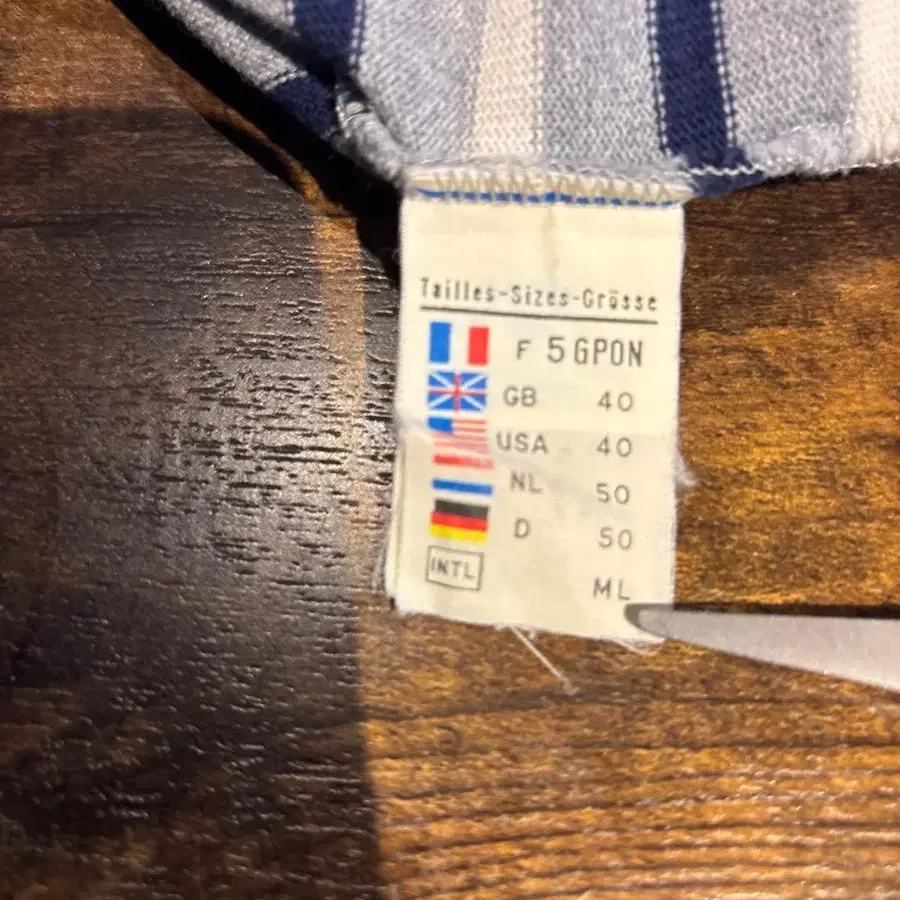 Tailles-Sizes-Grösse
F 5 GPON
GB 40
USA 40
NL 50
D 50
INTL ML